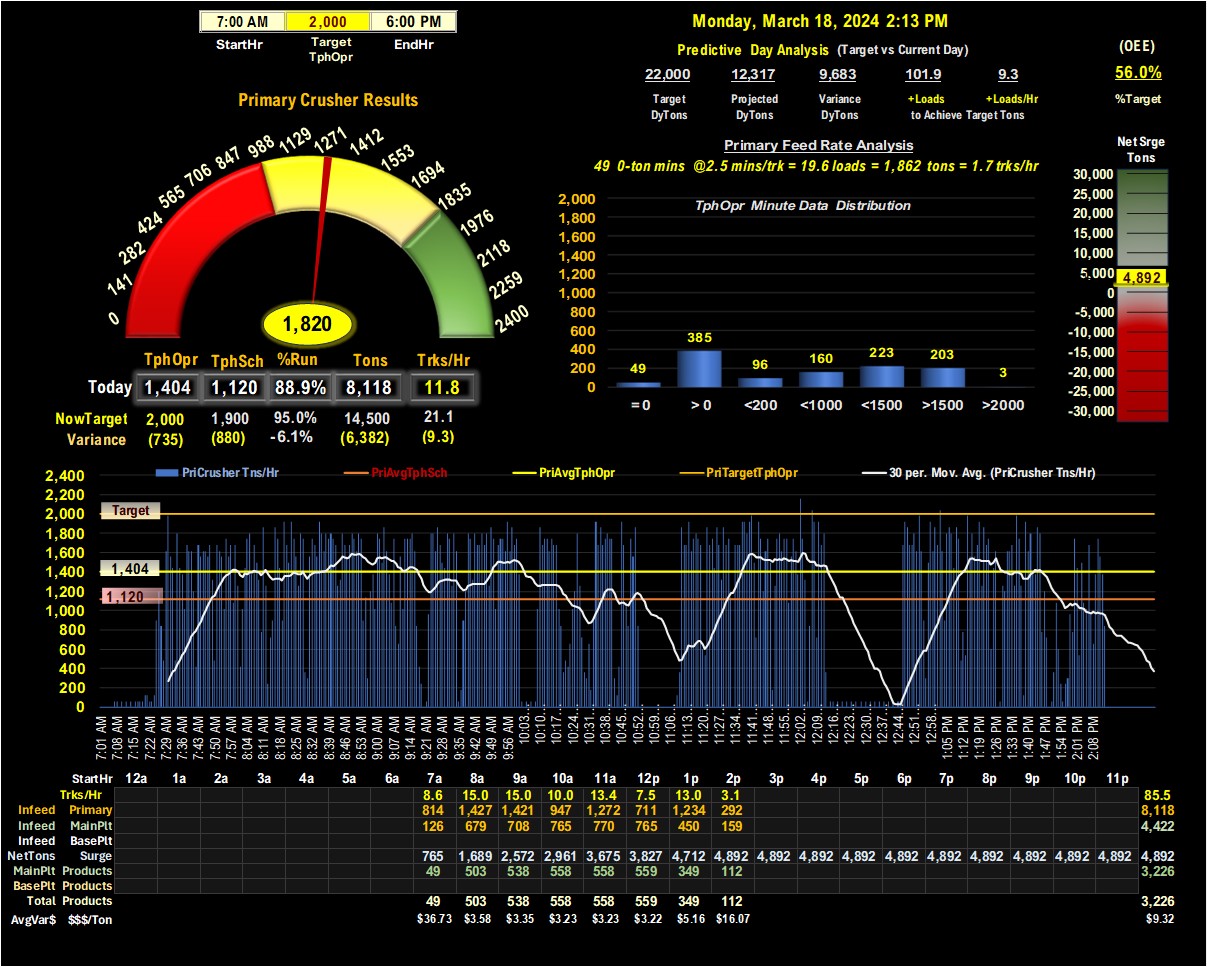 7:00 AM 2,000 6:00 PM
StartHr Target TphOpr EndHr
Monday, March 18, 2024 2:13 PM
Predictive Day Analysis (Target vs Current Day)
22,000 12,317 9,683 101.9 9.3
Target Projected Variance +Loads +Loads/Hr
DyTons DyTons DyTons to Achieve Target Tons
(OEE)
56.0%
%Target
Primary Crusher Results
0 141 282 424 565 706 847 988 1129 1271 1412 1553 1694 1835 1976 2118 2259 2400
1,820
TphOpr TphSch %Run Tons Trks/Hr
Today 1,404 1,120 88.9% 8,118 11.8
NowTarget 2,000 1,900 95.0% 14,500 21.1
Variance (735) (880) -6.1% (6,382) (9.3)
Primary Feed Rate Analysis
49 0-ton mins @2.5 mins/trk = 19.6 loads = 1,862 tons = 1.7 trks/hr
TphOpr Minute Data Distribution
2,000
1,800
1,600
1,400
1,200
1,000
800
600
400
200
0
49 385 96 160 223 203 3
= 0 > 0 <200 <1000 <1500 >1500 >2000
Net Srge
Tons
30,000
25,000
20,000
15,000
10,000
5,000
4,892
0
-5,000
-10,000
-15,000
-20,000
-25,000
-30,000
PriCrusher Tns/Hr PriAvgTphSch PriAvgTphOpr PriTargetTphOpr 30 per. Mov. Avg. (PriCrusher Tns/Hr)
2,400
2,200
2,000
1,800
1,600
1,400
1,200
1,000
800
600
400
200
0
Target
1,404
1,120
7:01 AM 7:08 AM 7:15 AM 7:22 AM 7:29 AM 7:36 AM 7:43 AM 7:50 AM 7:57 AM 8:04 AM 8:11 AM 8:18 AM 8:25 AM 8:32 AM 8:39 AM 8:46 AM 8:53 AM 9:00 AM 9:07 AM 9:14 AM 9:21 AM 9:28 AM 9:35 AM 9:42 AM 9:49 AM 9:56 AM 10:03… 10:10… 10:17… 10:24… 10:31… 10:38… 10:45… 10:52… 10:59… 11:06… 11:13… 11:20… 11:27… 11:34… 11:41… 11:48… 11:55… 12:02… 12:09… 12:16… 12:23… 12:30… 12:37… 12:44… 12:51… 12:58… 1:05 PM 1:12 PM 1:19 PM 1:26 PM 1:33 PM 1:40 PM 1:47 PM 1:54 PM 2:01 PM 2:08 PM
StartHr 12a 1a 2a 3a 4a 5a 6a 7a 8a 9a 10a 11a 12p 1p 2p 3p 4p 5p 6p 7p 8p 9p 10p 11p
Trks/Hr 8.6 15.0 15.0 10.0 13.4 7.5 13.0 3.1 85.5
Infeed Primary 814 1,427 1,421 947 1,272 711 1,234 292 8,118
Infeed MainPlt 126 679 708 765 770 765 450 159 4,422
Infeed BasePlt
NetTons Surge 765 1,689 2,572 2,961 3,675 3,827 4,712 4,892 4,892 4,892 4,892 4,892 4,892 4,892 4,892 4,892 4,892 4,892
MainPlt Products 49 503 538 558 558 559 349 112 3,226
BasePlt Products
Total Products 49 503 538 558 558 559 349 112 3,226
AvgVar$ $$$/Ton $36.73 $3.58 $3.35 $3.23 $3.23 $3.22 $5.16 $16.07 $9.32